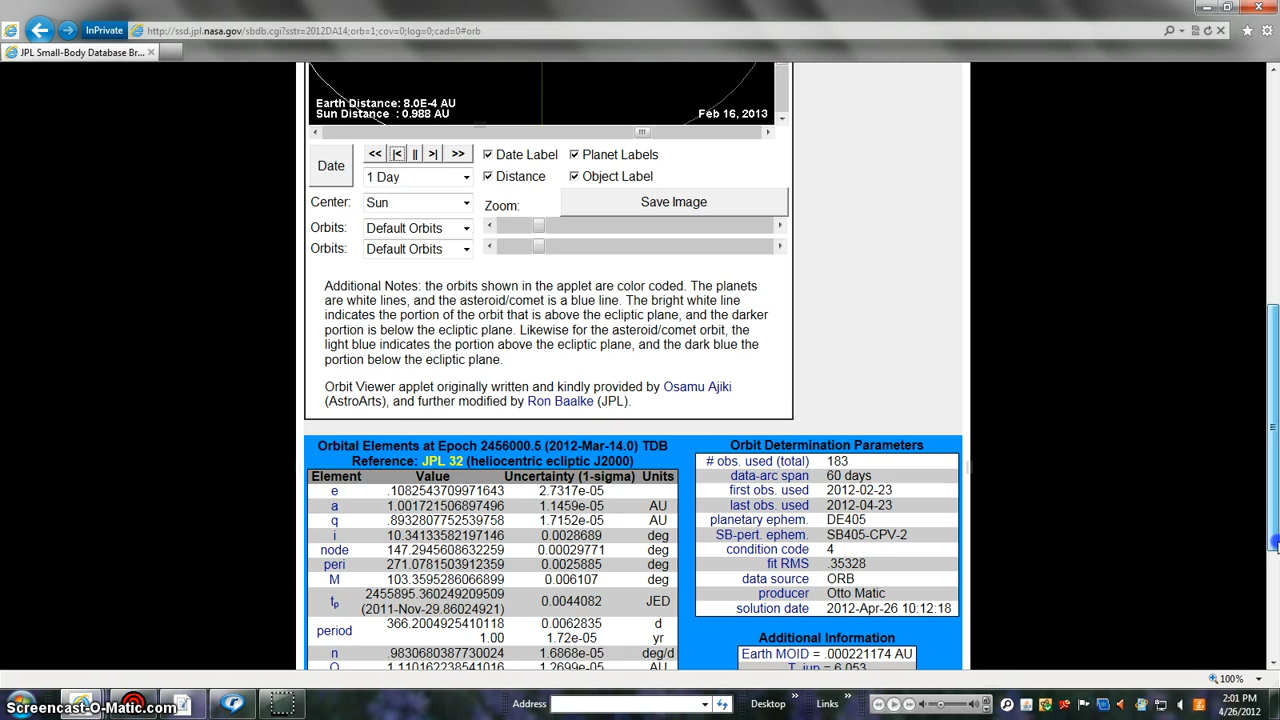 InPrivate
http://ssd.jpl.nasa.gov/sbdb.cgi?sstr=2012DA14;orb=1;cov=0;log=0;cad=0#orb
JPL Small-Body Database Br...
Earth Distance: 8.0E-4 AU
Sun Distance : 0.988 AU
Feb 16, 2013
Date
<< |< || >| >>
Date Label
Planet Labels
1 Day
Distance
Object Label
Center:
Sun
Zoom:
Save Image
Orbits:
Default Orbits
Orbits:
Default Orbits
Additional Notes: the orbits shown in the applet are color coded. The planets
are white lines, and the asteroid/comet is a blue line. The bright white line
indicates the portion of the orbit that is above the ecliptic plane, and the darker
portion is below the ecliptic plane. Likewise for the asteroid/comet orbit, the
light blue indicates the portion above the ecliptic plane, and the dark blue the
portion below the ecliptic plane.
Orbit Viewer applet originally written and kindly provided by Osamu Ajiki
(AstroArts), and further modified by Ron Baalke (JPL).
Orbital Elements at Epoch 2456000.5 (2012-Mar-14.0) TDB
Reference: JPL 32 (heliocentric ecliptic J2000)
Element Value Uncertainty (1-sigma) Units
e .1082543709971643 2.7317e-05
a 1.001721506897496 1.1459e-05 AU
q .8932807752539758 1.7152e-05 AU
i 10.34133582197146 0.0028689 deg
node 147.2945608632259 0.00029771 deg
peri 271.0781503912359 0.0025885 deg
M 103.3595286066899 0.006107 deg
tp 2455895.360249209509 0.0044082 JED
(2011-Nov-29.86024921)
period 366.2004925410118 0.0062835 d
1.00 1.72e-05 yr
n .9830680387730024 1.6868e-05 deg/d
Q 1.110162238541016 1.2699e-05 AU
Orbit Determination Parameters
# obs. used (total) 183
data-arc span 60 days
first obs. used 2012-02-23
last obs. used 2012-04-23
planetary ephem. DE405
SB-pert. ephem. SB405-CPV-2
condition code 4
fit RMS .35328
data source ORB
producer Otto Matic
solution date 2012-Apr-26 10:12:18
Additional Information
Earth MOID = .000221174 AU
T_jup = 6.053
100%
Screencast-O-Matic.com
Address
Desktop
Links
2:01 PM
4/26/2012